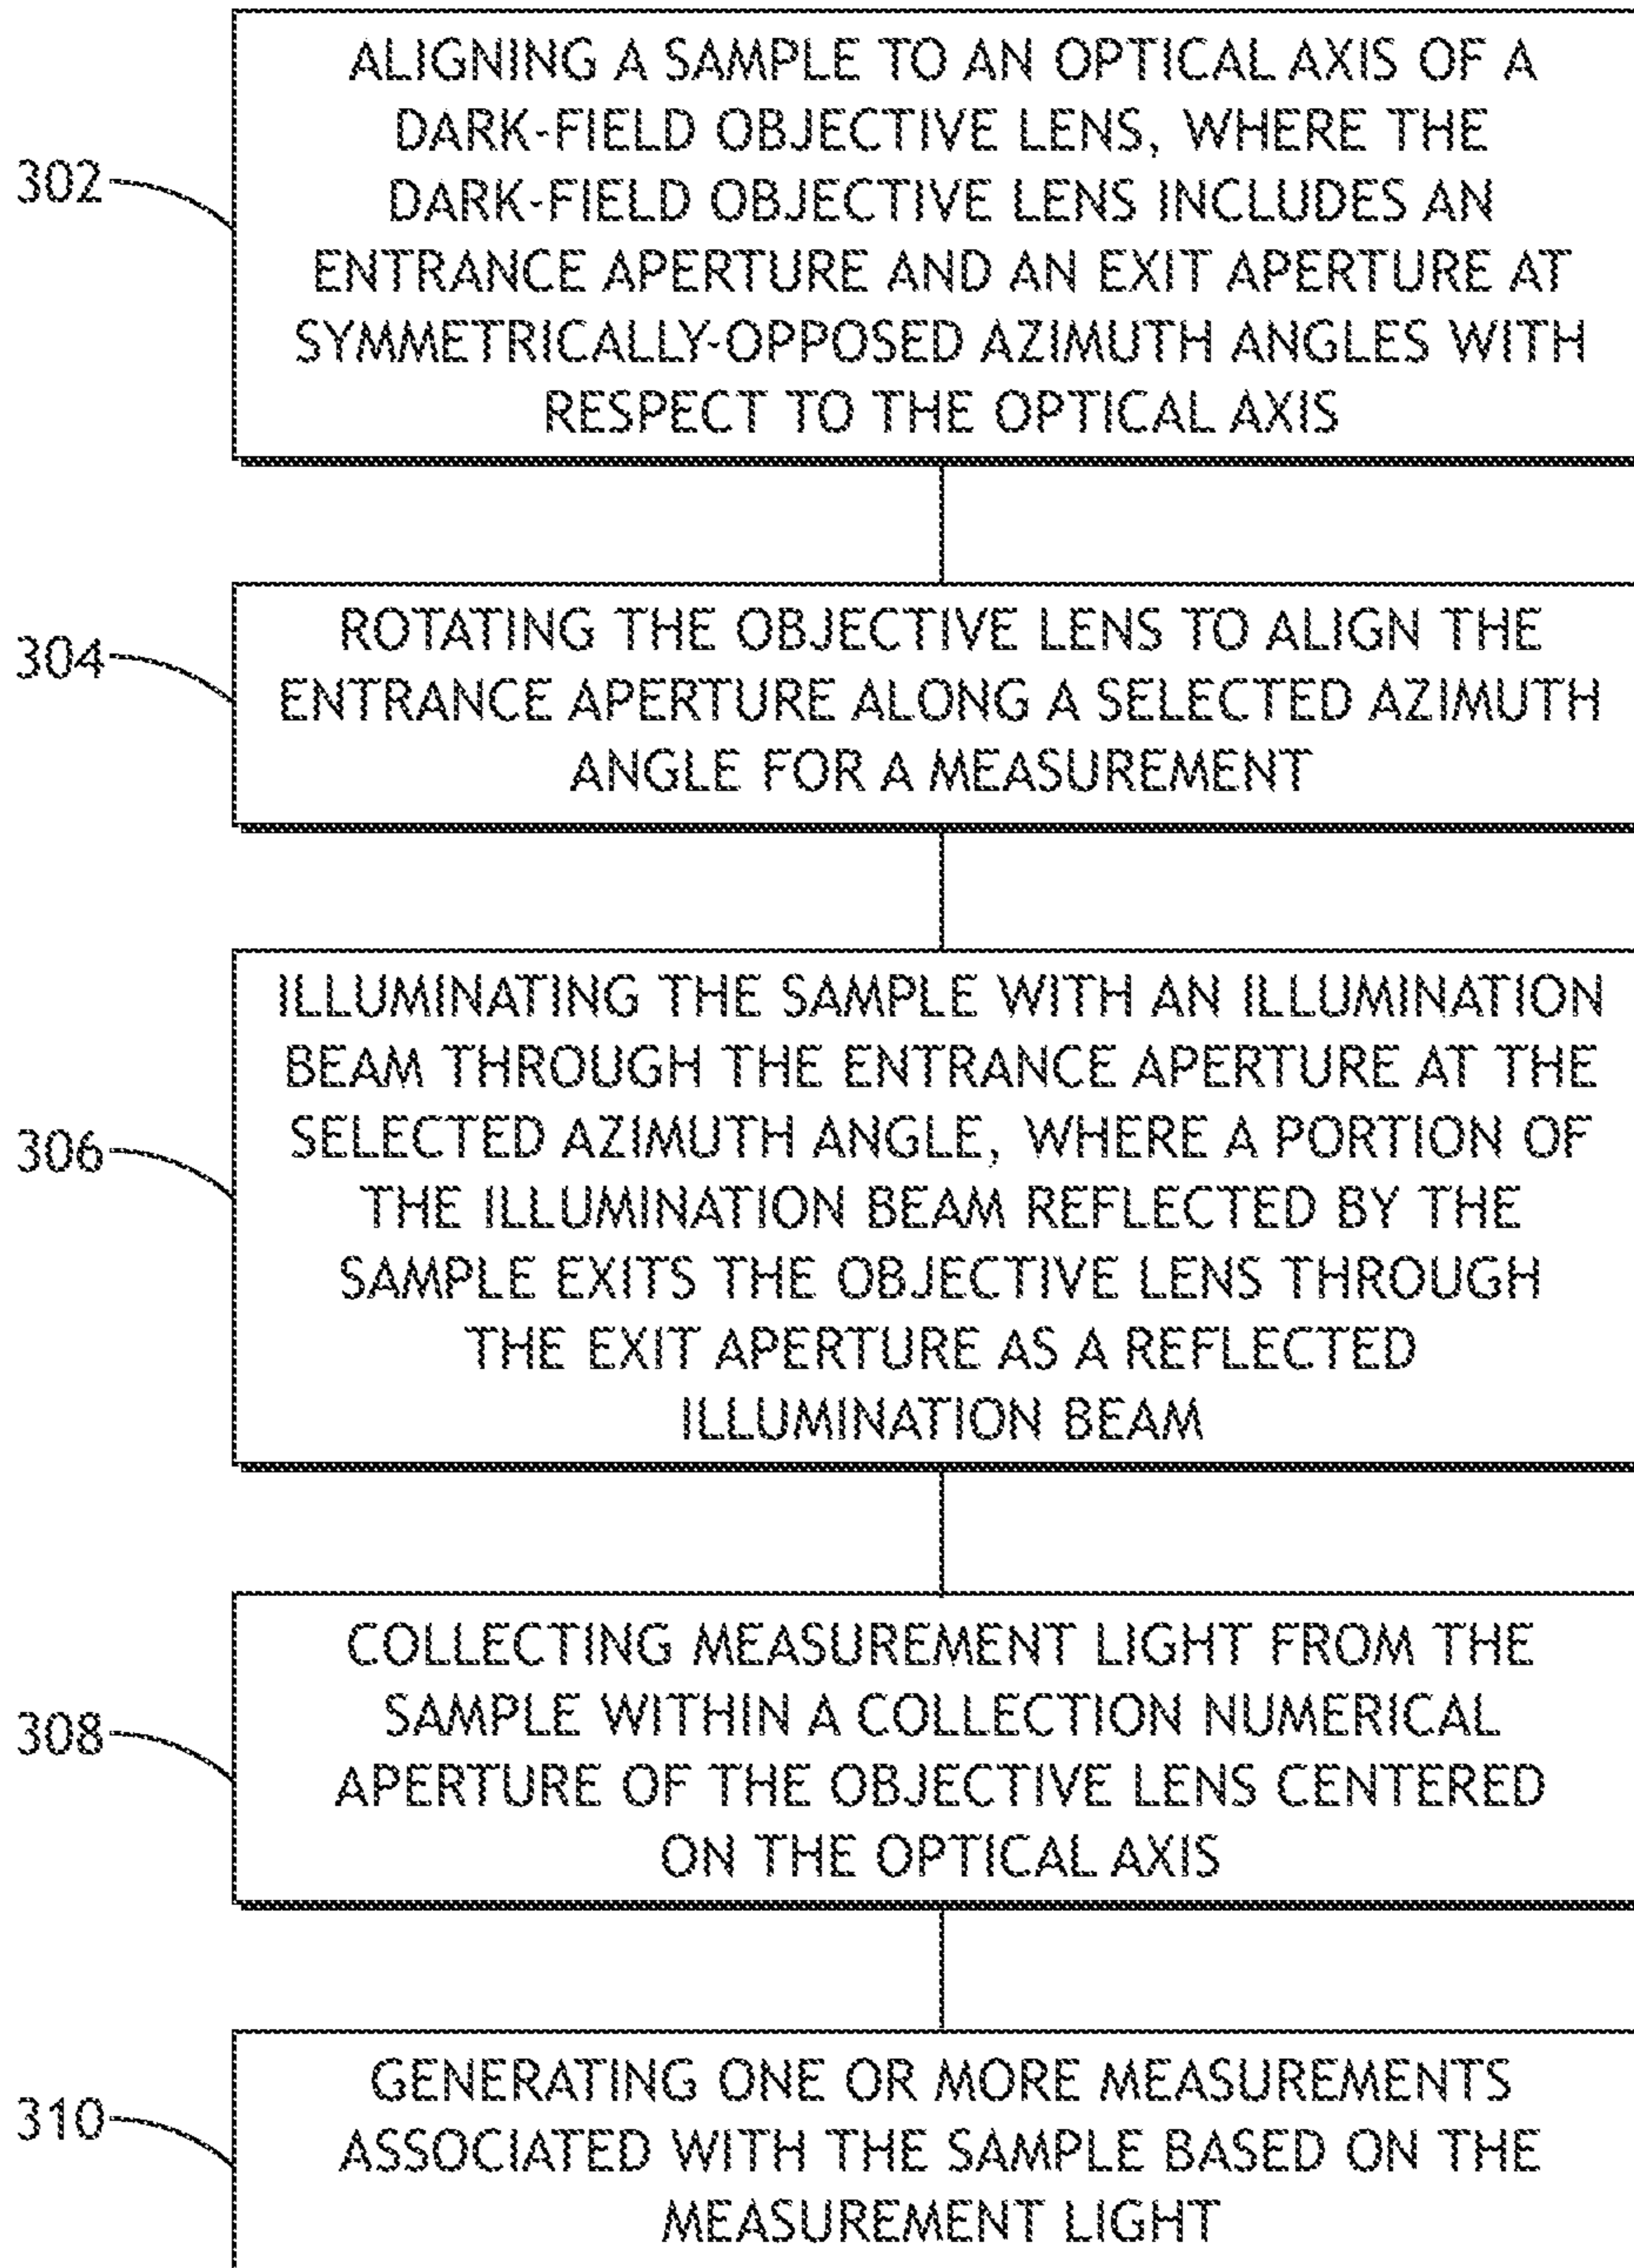 302
ALIGNING A SAMPLE TO AN OPTICAL AXIS OF A
DARK-FIELD OBJECTIVE LENS, WHERE THE
DARK-FIELD OBJECTIVE LENS INCLUDES AN
ENTRANCE APERTURE AND AN EXIT APERTURE AT
SYMMETRICALLY-OPPOSED AZIMUTH ANGLES WITH
RESPECT TO THE OPTICAL AXIS
304
ROTATING THE OBJECTIVE LENS TO ALIGN THE
ENTRANCE APERTURE ALONG A SELECTED AZIMUTH
ANGLE FOR A MEASUREMENT
306
ILLUMINATING THE SAMPLE WITH AN ILLUMINATION
BEAM THROUGH THE ENTRANCE APERTURE AT THE
SELECTED AZIMUTH ANGLE, WHERE A PORTION OF
THE ILLUMINATION BEAM REFLECTED BY THE
SAMPLE EXITS THE OBJECTIVE LENS THROUGH
THE EXIT APERTURE AS A REFLECTED
ILLUMINATION BEAM
308
COLLECTING MEASUREMENT LIGHT FROM THE
SAMPLE WITHIN A COLLECTION NUMERICAL
APERTURE OF THE OBJECTIVE LENS CENTERED
ON THE OPTICAL AXIS
310
GENERATING ONE OR MORE MEASUREMENTS
ASSOCIATED WITH THE SAMPLE BASED ON THE
MEASUREMENT LIGHT